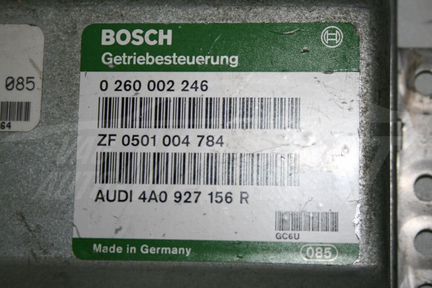 BOSCH
Getriebesteuerung
0 260 002 246
085
64
ZF 0501 004 784
AUDI 4A0 927 156 R
GC6U
Made in Germany
085